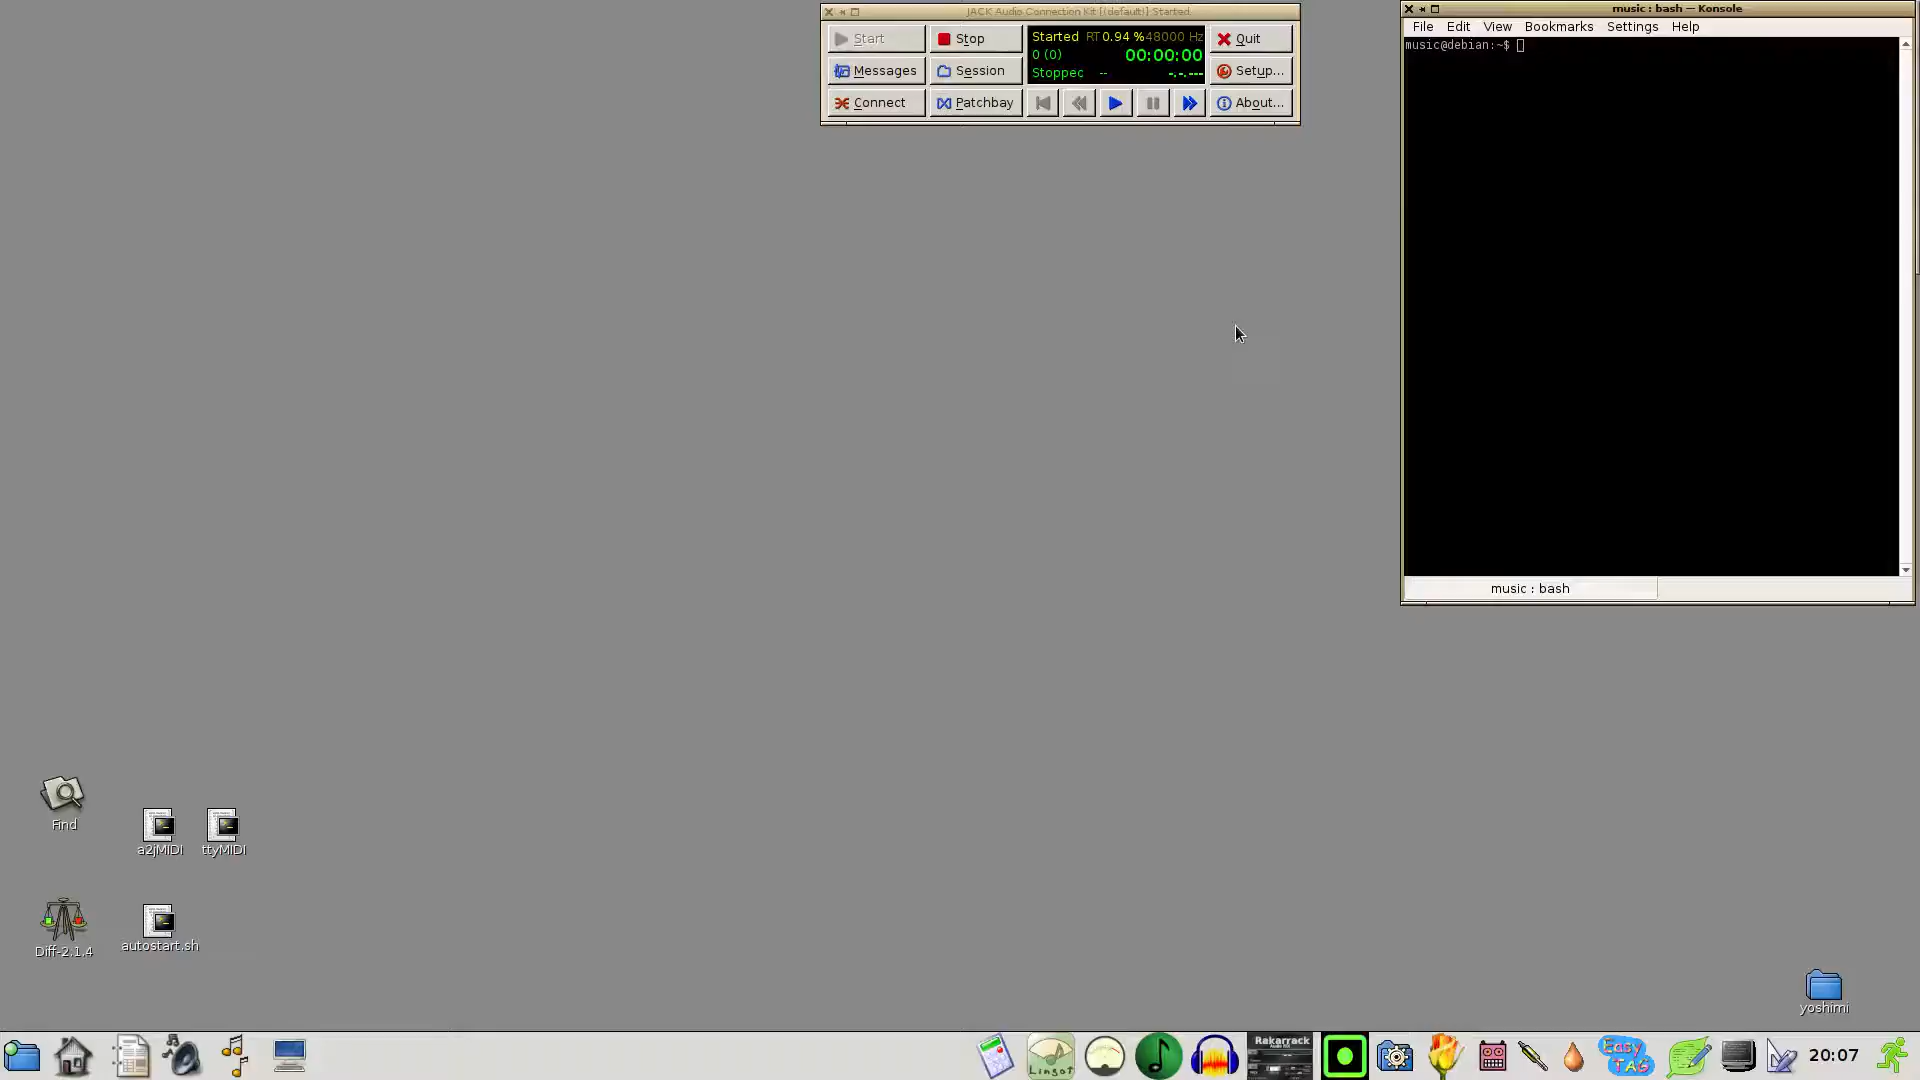 JACK Audio Connection Kit [(default)] Started.
Start
Stop
Started RT 0.94 % 48000 Hz
0 (0) 00:00:00
Stopped -- -.-.---
Quit
Messages
Session
Setup...
Connect
Patchbay
About...
music : bash — Konsole
File Edit View Bookmarks Settings Help
music@debian:~$
music : bash
Find
a2jMIDI
ttyMIDI
Diff-2.1.4
autostart.sh
yoshimi
Lingot
Rakarrack
Easy
TAG
20:07